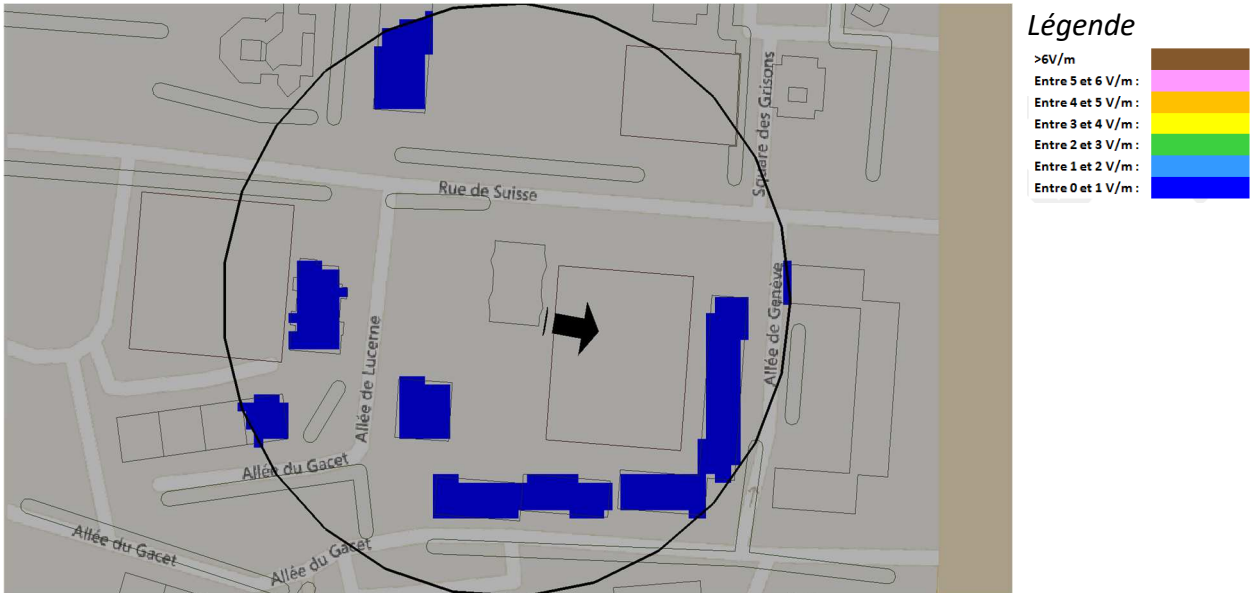 Légende
>6V/m
Entre 5 et 6 V/m :
Entre 4 et 5 V/m :
Entre 3 et 4 V/m :
Entre 2 et 3 V/m :
Entre 1 et 2 V/m :
Entre 0 et 1 V/m :
Square des Grisons
Rue de Suisse
Allée de Genève
Allée de Lucerne
Allée du Gacet
Allée du Gacet
Allée du Gacet